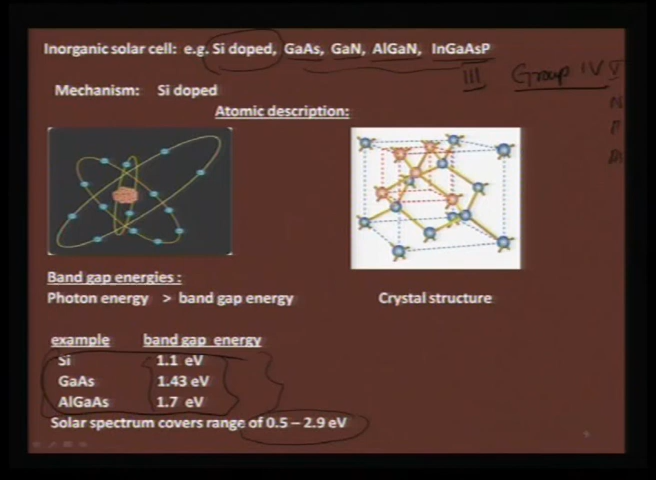 Inorganic solar cell: e.g. Si doped, GaAs, GaN, AlGaN, InGaAsP
III Group IV V
N
Mechanism: Si doped
Atomic description:
Band gap energies :
Photon energy > band gap energy
Crystal structure
example band gap energy
Si 1.1 eV
GaAs 1.43 eV
AlGaAs 1.7 eV
Solar spectrum covers range of 0.5 – 2.9 eV